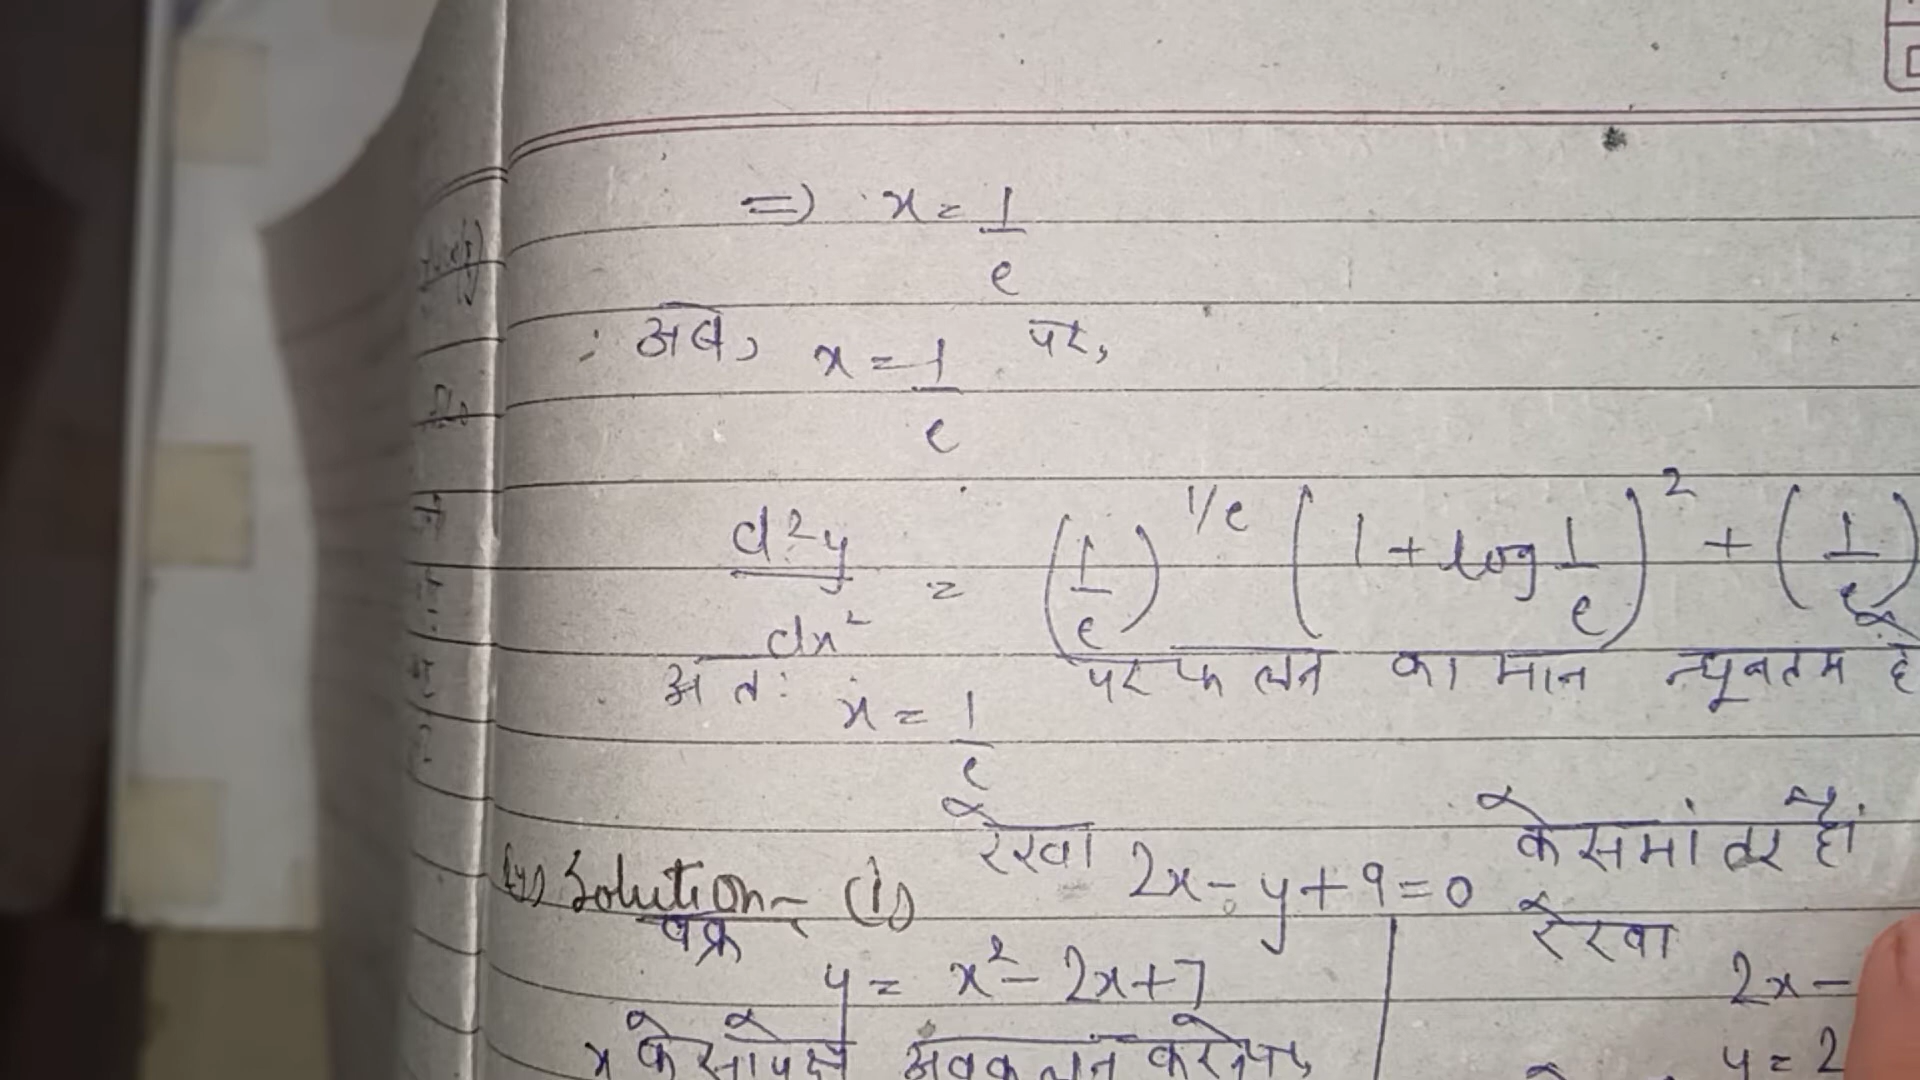 =) x = 1/e
अब, x = 1/e पर,
d²y/dx² = (1/e)^1/e (1 + log 1/e)² + (1/e)
अतः x = 1/e पर फलन का मान न्यूनतम है
रेखा 2x - y + 9 = 0 के समांतर है।
Solution - (i)
वक्र
y = x² - 2x + 7
x के सापेक्ष अवकलन करने पर,
रेखा
2x -
y = 2